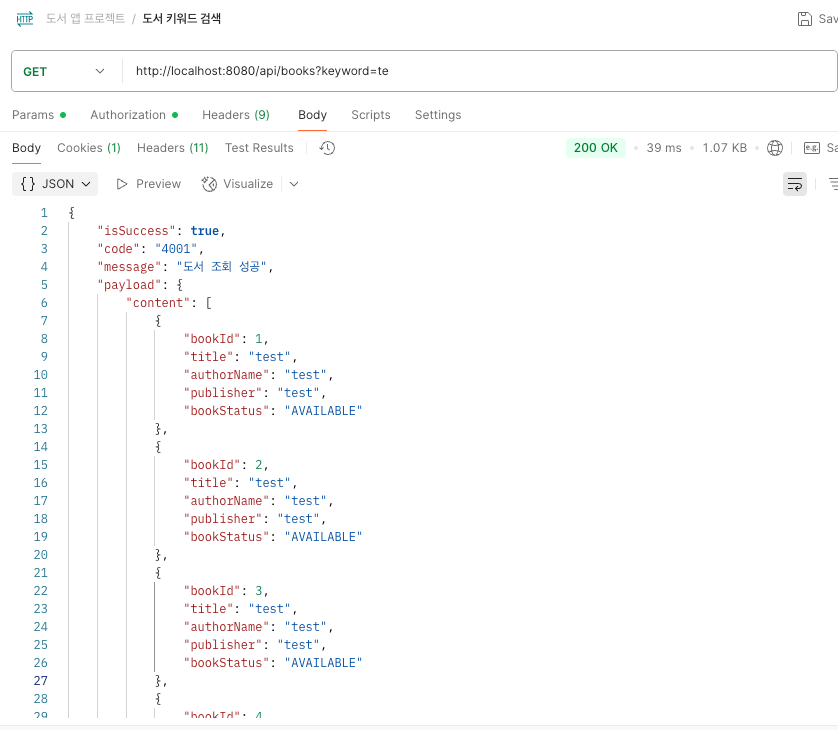 HTTP 도서 앱 프로젝트 / 도서 키워드 검색 Sav
GET http://localhost:8080/api/books?keyword=te
Params Authorization Headers (9) Body Scripts Settings
Body Cookies (1) Headers (11) Test Results 200 OK • 39 ms • 1.07 KB • e.g. Sa
{} JSON Preview Visualize
1 {
2 "isSuccess": true,
3 "code": "4001",
4 "message": "도서 조회 성공",
5 "payload": {
6 "content": [
7 {
8 "bookId": 1,
9 "title": "test",
10 "authorName": "test",
11 "publisher": "test",
12 "bookStatus": "AVAILABLE"
13 },
14 {
15 "bookId": 2,
16 "title": "test",
17 "authorName": "test",
18 "publisher": "test",
19 "bookStatus": "AVAILABLE"
20 },
21 {
22 "bookId": 3,
23 "title": "test",
24 "authorName": "test",
25 "publisher": "test",
26 "bookStatus": "AVAILABLE"
27 },
28 {
29 "bookId": 4